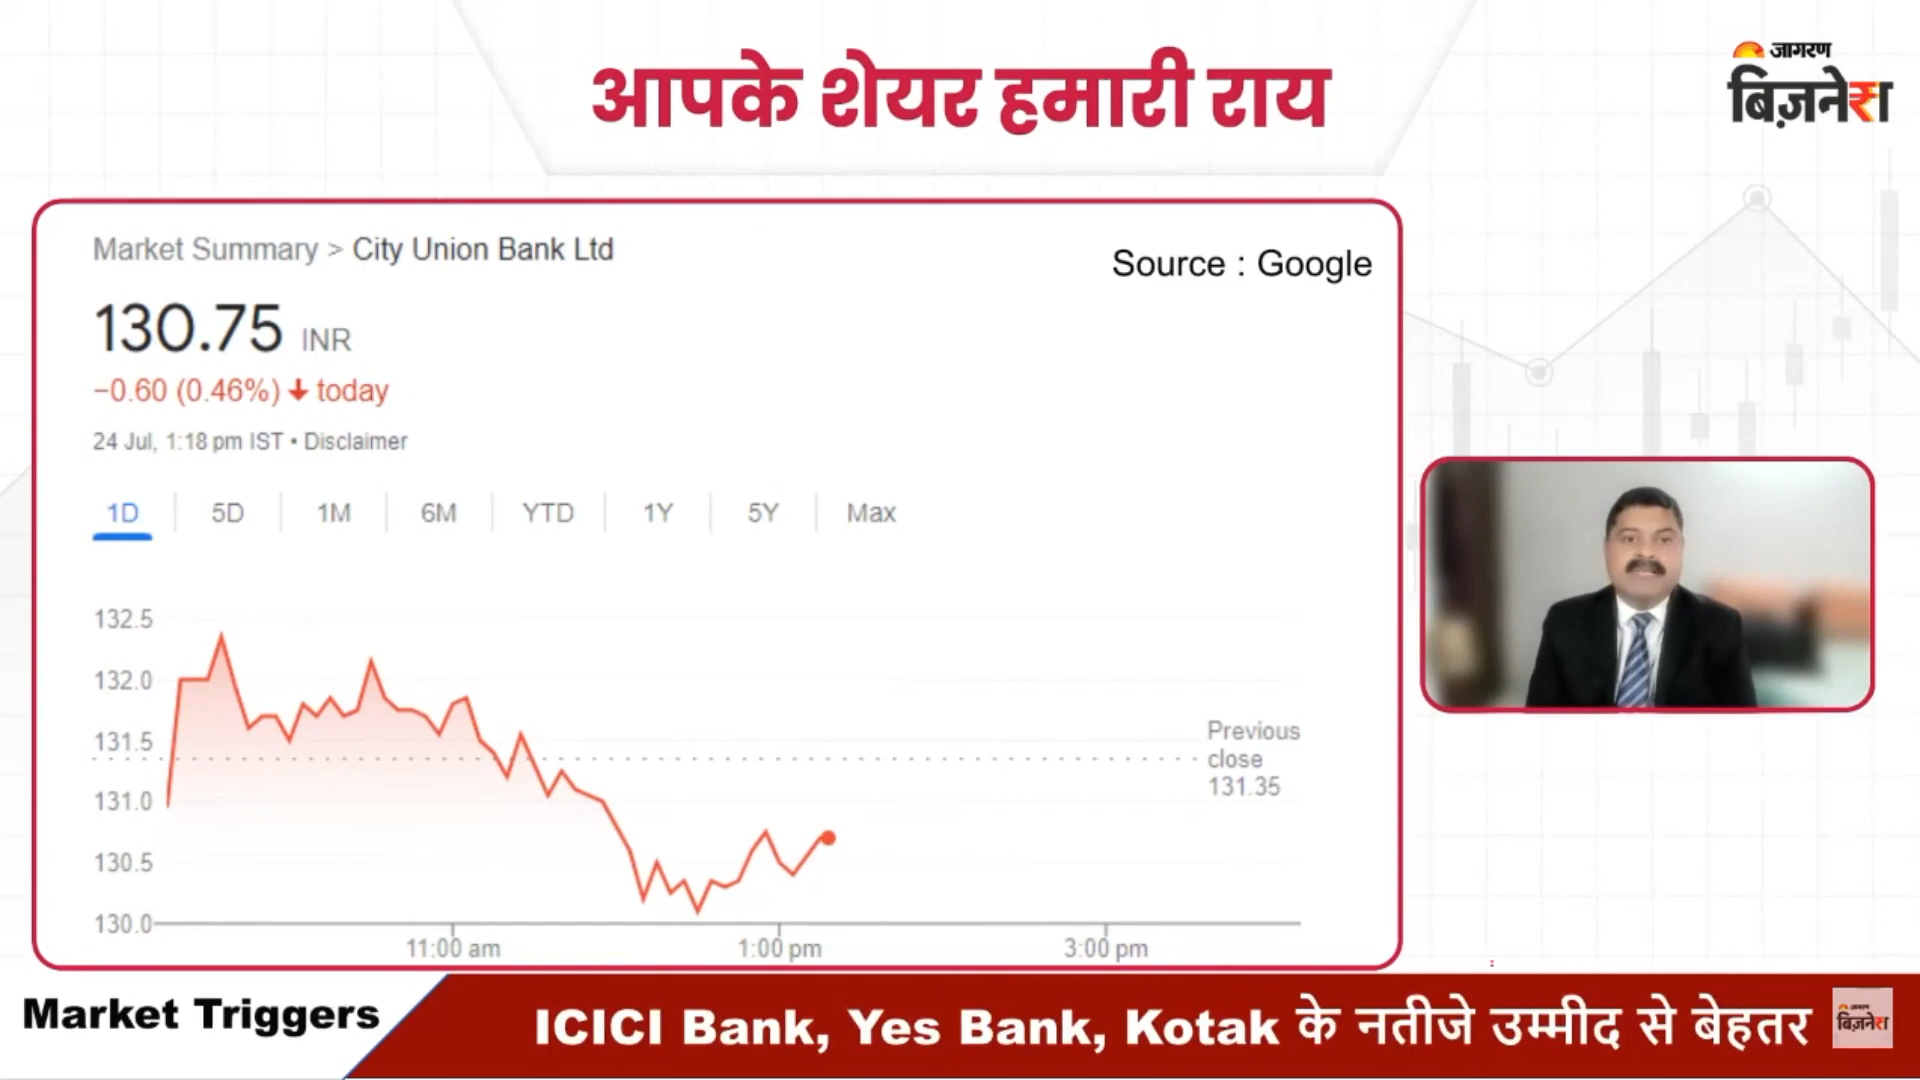 आपके शेयर हमारी राय
जागरण
बिज़नेस
Market Summary > City Union Bank Ltd
Source : Google
130.75 INR
−0.60 (0.46%) ↓ today
24 Jul, 1:18 pm IST • Disclaimer
1D 5D 1M 6M YTD 1Y 5Y Max
132.5
132.0
131.5
131.0
130.5
130.0
Previous
close
131.35
11:00 am 1:00 pm 3:00 pm
Market Triggers
ICICI Bank, Yes Bank, Kotak के नतीजे उम्मीद से बेहतर
जागरण
बिज़नेस